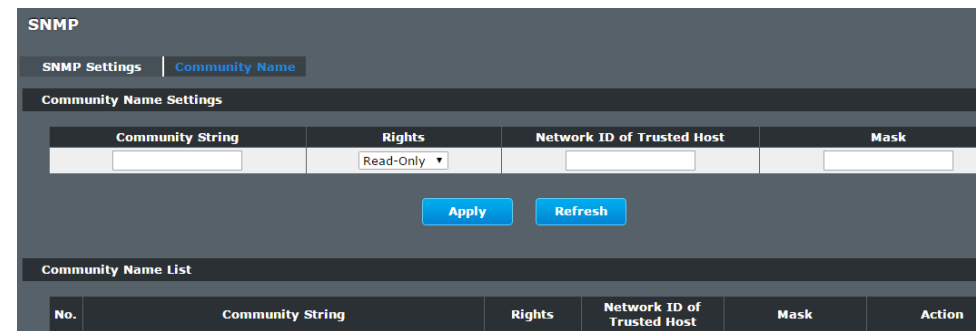 SNMP
SNMP Settings Community Name
Community Name Settings
Community String Rights Network ID of Trusted Host Mask
Read-Only
Apply Refresh
Community Name List
No. Community String Rights Network ID of Trusted Host Mask Action